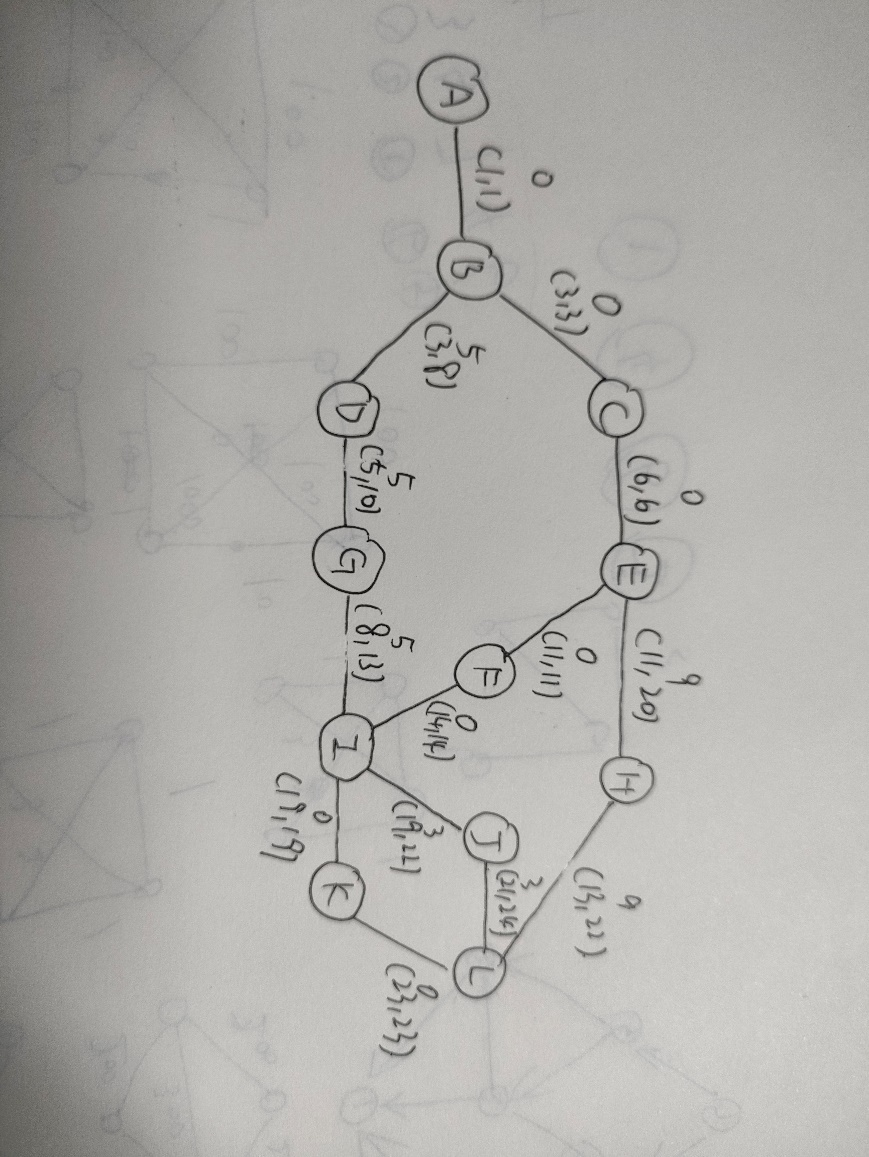 A
0
(1,1)
B
0
(3,3)
C
0
(6,6)
E
9
(11,20)
H
9
(13,22)
5
(3,8)
D
5
(5,10)
G
5
(8,13)
0
(11,11)
F
0
(14,14)
I
3
(19,22)
J
3
(21,24)
L
0
(19,19)
K
0
(23,23)